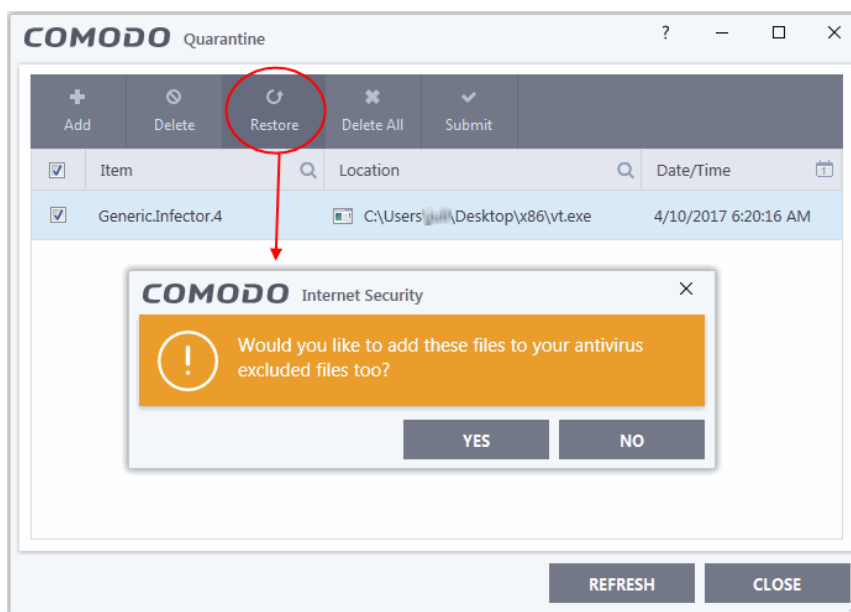 COMODO Quarantine
?
Add Delete Restore Delete All Submit
Item Location Date/Time
1
Generic.Infector.4 C:\Users\ \Desktop\x86\vt.exe 4/10/2017 6:20:16 AM
COMODO Internet Security
!
Would you like to add these files to your antivirus
excluded files too?
YES NO
REFRESH CLOSE